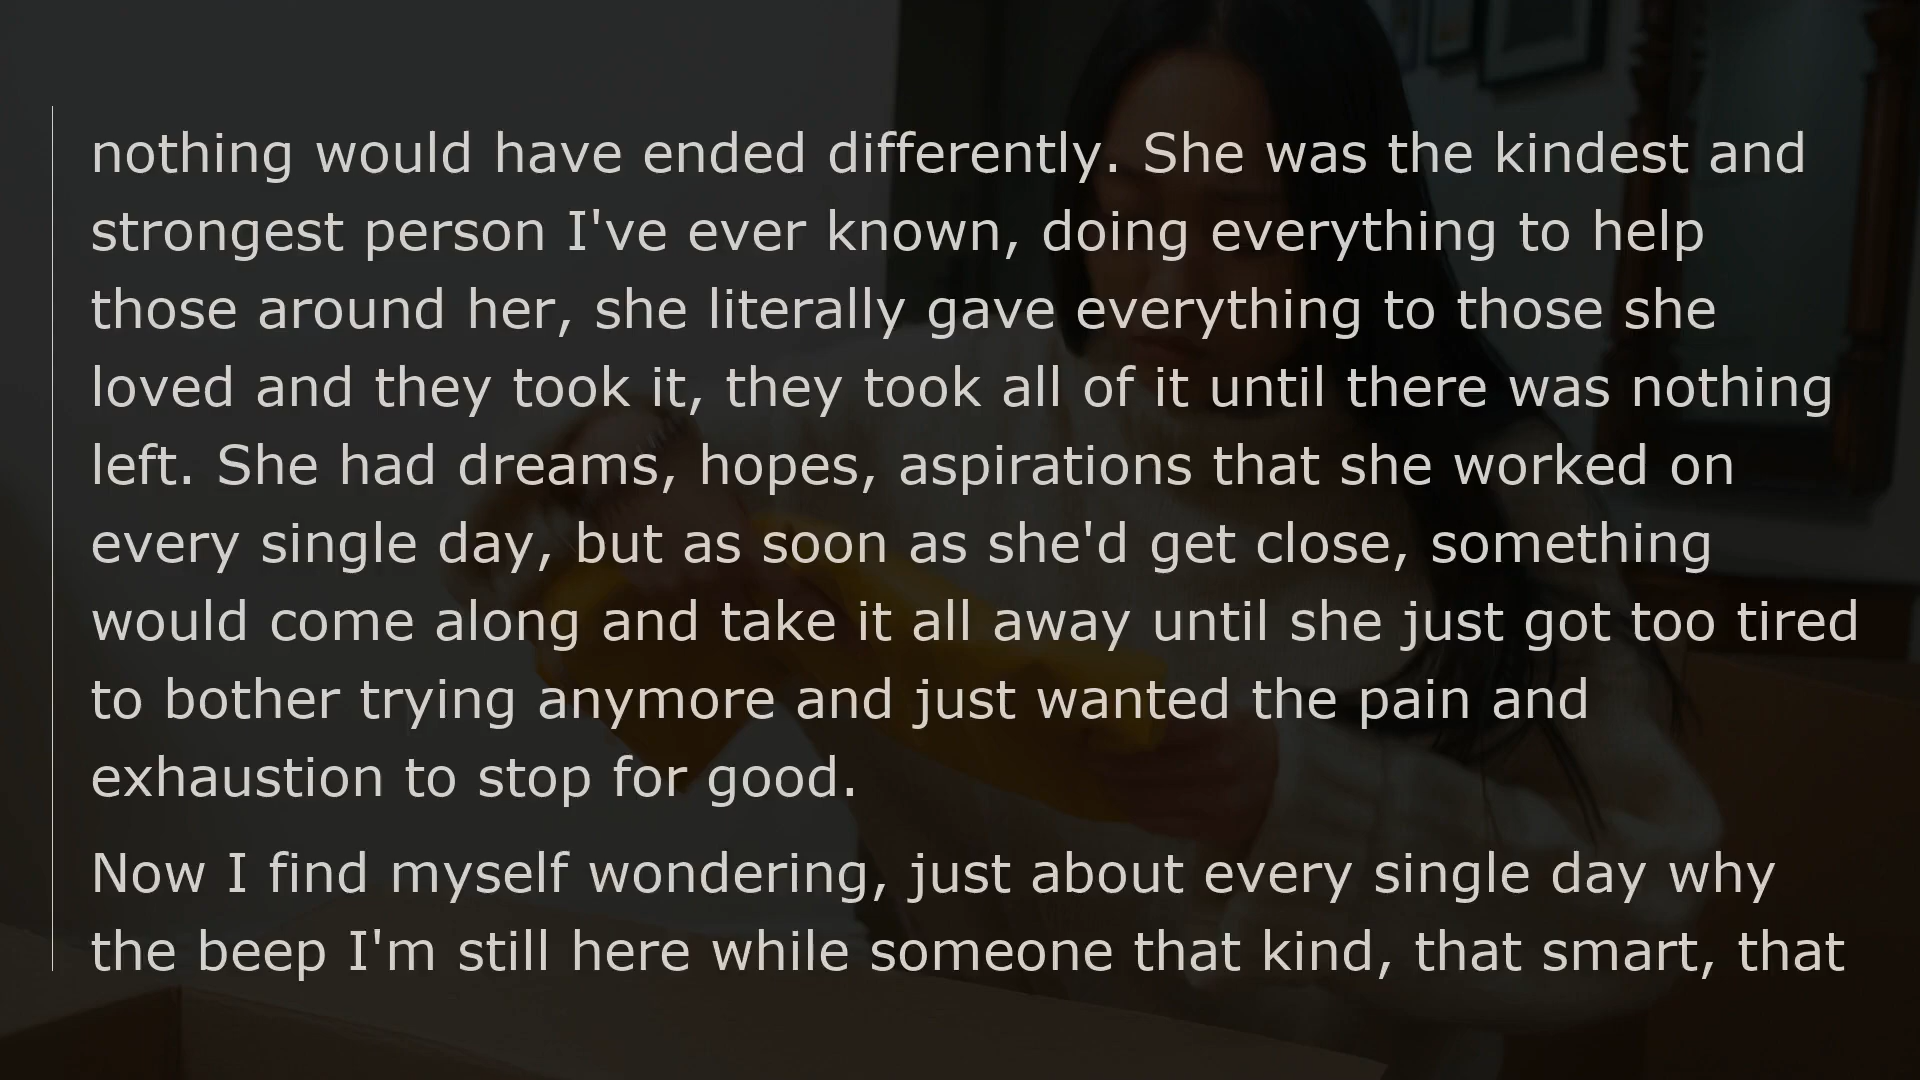 nothing would have ended differently. She was the kindest and
strongest person I've ever known, doing everything to help
those around her, she literally gave everything to those she
loved and they took it, they took all of it until there was nothing
left. She had dreams, hopes, aspirations that she worked on
every single day, but as soon as she'd get close, something
would come along and take it all away until she just got too tired
to bother trying anymore and just wanted the pain and
exhaustion to stop for good.
Now I find myself wondering, just about every single day why
the beep I'm still here while someone that kind, that smart, that